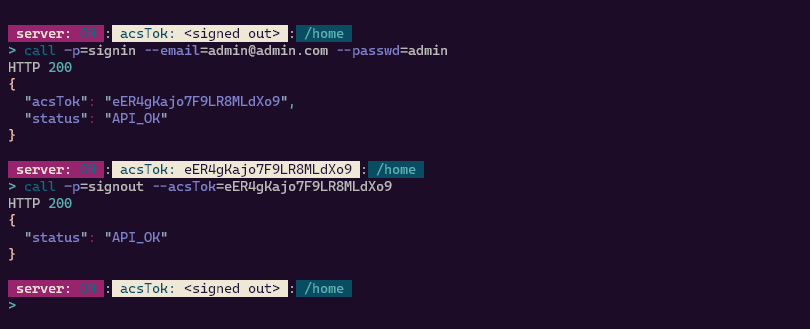 server: ON : acsTok: <signed out> : /home
> call -p=signin --email=admin@admin.com --passwd=admin
HTTP 200
{
  "acsTok": "eER4gKajo7F9LR8MLdXo9",
  "status": "API_OK"
}
server: ON : acsTok: eER4gKajo7F9LR8MLdXo9 : /home
> call -p=signout --acsTok=eER4gKajo7F9LR8MLdXo9
HTTP 200
{
  "status": "API_OK"
}
server: ON : acsTok: <signed out> : /home
>